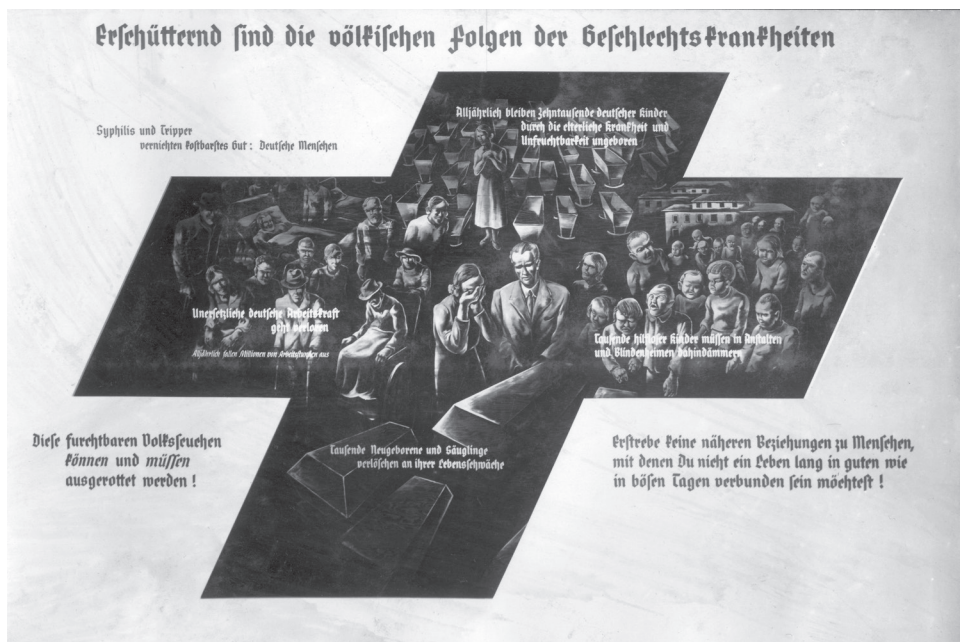 Erschütternd sind die völkischen Folgen der Geschlechtskrankheiten
Syphilis und Tripper
vernichten kostbarstes Gut: Deutsche Menschen
Alljährlich bleiben Zehntausende deutscher Kinder
durch die elterliche Krankheit und
Unfruchtbarkeit ungeboren
Unersetzliche deutsche Arbeitskraft
geht verloren
Alljährlich fallen Millionen von Arbeitsstunden aus
Tausende hilfloser Kinder müssen in Anstalten
und Blindenheimen dahindämmern
Tausende Neugeborene und Säuglinge
verlöschen an ihrer Lebensschwäche
Diese furchtbaren Volksseuchen
können und müssen
ausgerottet werden!
Erstrebe keine näheren Beziehungen zu Menschen,
mit denen Du nicht ein Leben lang in guten wie
in bösen Tagen verbunden sein möchtest!